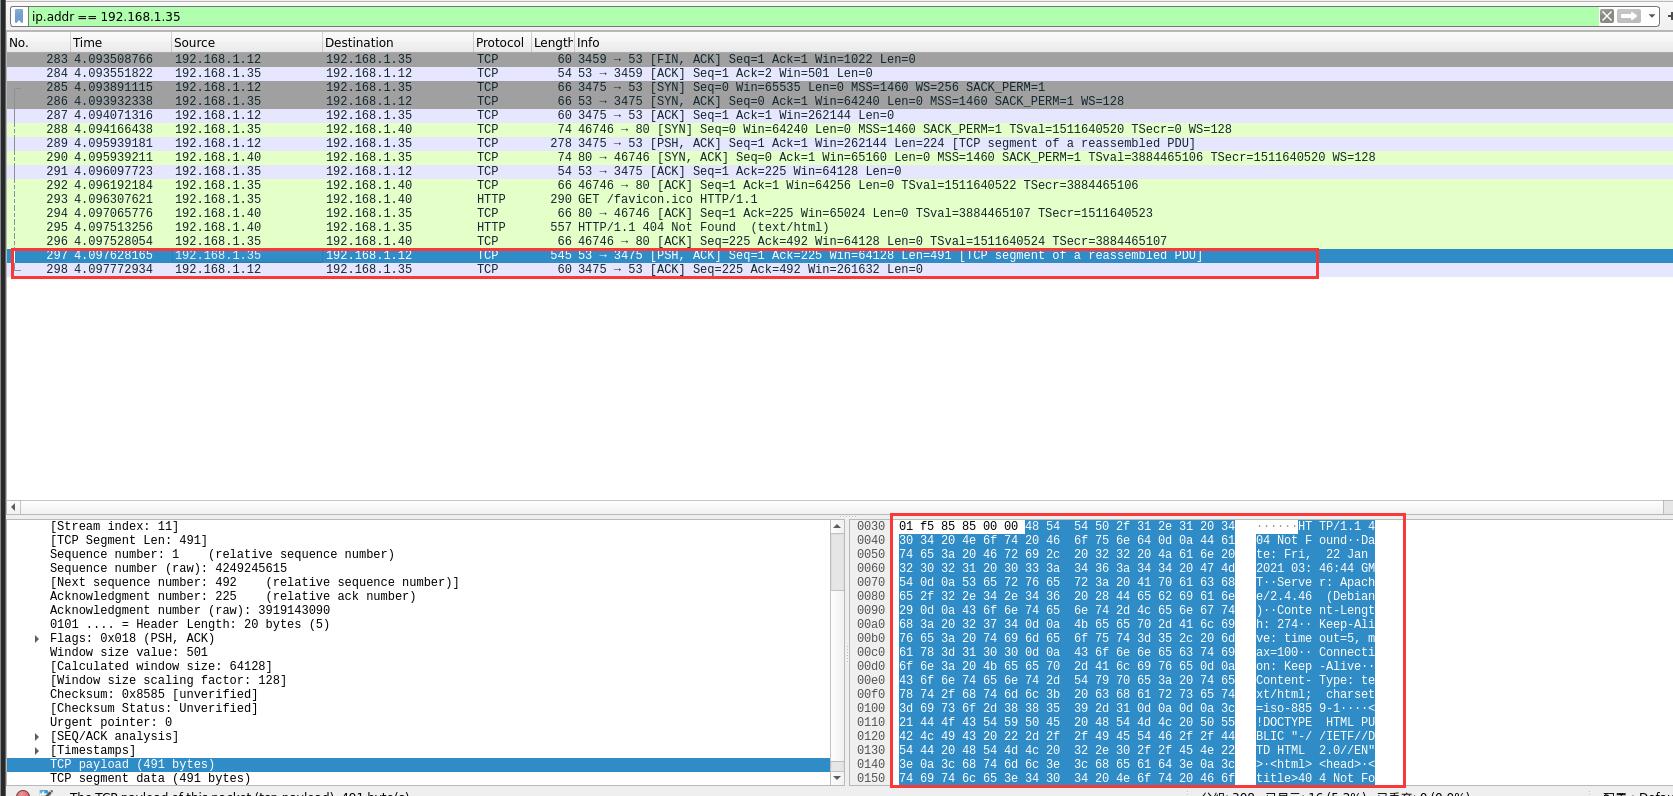 ip.addr == 192.168.1.35
No. Time Source Destination Protocol Length Info
283 4.093508766 192.168.1.12 192.168.1.35 TCP 60 3459 → 53 [FIN, ACK] Seq=1 Ack=1 Win=1022 Len=0
284 4.093551822 192.168.1.35 192.168.1.12 TCP 54 53 → 3459 [ACK] Seq=1 Ack=2 Win=501 Len=0
285 4.093891115 192.168.1.12 192.168.1.35 TCP 66 3475 → 53 [SYN] Seq=0 Win=65535 Len=0 MSS=1460 WS=256 SACK_PERM=1
286 4.093932338 192.168.1.35 192.168.1.12 TCP 66 53 → 3475 [SYN, ACK] Seq=0 Ack=1 Win=64240 Len=0 MSS=1460 SACK_PERM=1 WS=128
287 4.094071316 192.168.1.12 192.168.1.35 TCP 60 3475 → 53 [ACK] Seq=1 Ack=1 Win=262144 Len=0
288 4.094166438 192.168.1.35 192.168.1.40 TCP 74 46746 → 80 [SYN] Seq=0 Win=64240 Len=0 MSS=1460 SACK_PERM=1 TSval=1511640520 TSecr=0 WS=128
289 4.095939181 192.168.1.12 192.168.1.35 TCP 278 3475 → 53 [PSH, ACK] Seq=1 Ack=1 Win=262144 Len=224 [TCP segment of a reassembled PDU]
290 4.095939211 192.168.1.40 192.168.1.35 TCP 74 80 → 46746 [SYN, ACK] Seq=0 Ack=1 Win=65160 Len=0 MSS=1460 SACK_PERM=1 TSval=3884465106 TSecr=1511640520 WS=128
291 4.096097723 192.168.1.35 192.168.1.12 TCP 54 53 → 3475 [ACK] Seq=1 Ack=225 Win=64128 Len=0
292 4.096192184 192.168.1.35 192.168.1.40 TCP 66 46746 → 80 [ACK] Seq=1 Ack=1 Win=64256 Len=0 TSval=1511640522 TSecr=3884465106
293 4.096307621 192.168.1.35 192.168.1.40 HTTP 290 GET /favicon.ico HTTP/1.1
294 4.097065776 192.168.1.40 192.168.1.35 TCP 66 80 → 46746 [ACK] Seq=1 Ack=225 Win=65024 Len=0 TSval=3884465107 TSecr=1511640523
295 4.097513256 192.168.1.40 192.168.1.35 HTTP 557 HTTP/1.1 404 Not Found (text/html)
296 4.097528054 192.168.1.35 192.168.1.40 TCP 66 46746 → 80 [ACK] Seq=225 Ack=492 Win=64128 Len=0 TSval=1511640524 TSecr=3884465107
297 4.097628165 192.168.1.35 192.168.1.12 TCP 545 53 → 3475 [PSH, ACK] Seq=1 Ack=225 Win=64128 Len=491 [TCP segment of a reassembled PDU]
298 4.097772934 192.168.1.12 192.168.1.35 TCP 60 3475 → 53 [ACK] Seq=225 Ack=492 Win=261632 Len=0
[Stream index: 11]
[TCP Segment Len: 491]
Sequence number: 1 (relative sequence number)
Sequence number (raw): 4249245615
[Next sequence number: 492 (relative sequence number)]
Acknowledgment number: 225 (relative ack number)
Acknowledgment number (raw): 3919143090
0101 .... = Header Length: 20 bytes (5)
Flags: 0x018 (PSH, ACK)
Window size value: 501
[Calculated window size: 64128]
[Window size scaling factor: 128]
Checksum: 0x8585 [unverified]
[Checksum Status: Unverified]
Urgent pointer: 0
[SEQ/ACK analysis]
[Timestamps]
TCP payload (491 bytes)
TCP segment data (491 bytes)
0030 01 f5 85 85 00 00 48 54 54 50 2f 31 2e 31 20 34 ······HT TP/1.1 4
0040 30 34 20 4e 6f 74 20 46 6f 75 6e 64 0d 0a 44 61 04 Not F ound··Da
0050 74 65 3a 20 46 72 69 2c 20 32 32 20 4a 61 6e 20 te: Fri, 22 Jan
0060 32 30 32 31 20 30 33 3a 34 36 3a 34 34 20 47 4d 2021 03: 46:44 GM
0070 54 0d 0a 53 65 72 76 65 72 3a 20 41 70 61 63 68 T··Serve r: Apach
0080 65 2f 32 2e 34 2e 34 36 20 28 44 65 62 69 61 6e e/2.4.46 (Debian
0090 29 0d 0a 43 6f 6e 74 65 6e 74 2d 4c 65 6e 67 74 )··Conte nt-Lengt
00a0 68 3a 20 32 37 34 0d 0a 4b 65 65 70 2d 41 6c 69 h: 274·· Keep-Ali
00b0 76 65 3a 20 74 69 6d 65 6f 75 74 3d 35 2c 20 6d ve: time out=5, m
00c0 61 78 3d 31 30 30 0d 0a 43 6f 6e 6e 65 63 74 69 ax=100·· Connecti
00d0 6f 6e 3a 20 4b 65 65 70 2d 41 6c 69 76 65 0d 0a on: Keep -Alive··
00e0 43 6f 6e 74 65 6e 74 2d 54 79 70 65 3a 20 74 65 Content- Type: te
00f0 78 74 2f 68 74 6d 6c 3b 20 63 68 61 72 73 65 74 xt/html; charset
0100 3d 69 73 6f 2d 38 38 35 39 2d 31 0d 0a 0d 0a 3c =iso-885 9-1····<
0110 21 44 4f 43 54 59 50 45 20 48 54 4d 4c 20 50 55 !DOCTYPE HTML PU
0120 42 4c 49 43 20 22 2d 2f 2f 49 45 54 46 2f 2f 44 BLIC "-/ /IETF//D
0130 54 44 20 48 54 4d 4c 20 32 2e 30 2f 2f 45 4e 22 TD HTML 2.0//EN"
0140 3e 0a 3c 68 74 6d 6c 3e 3c 68 65 61 64 3e 0a 3c >·<html> <head>·<
0150 74 69 74 6c 65 3e 34 30 34 20 4e 6f 74 20 46 6f title>40 4 Not Fo